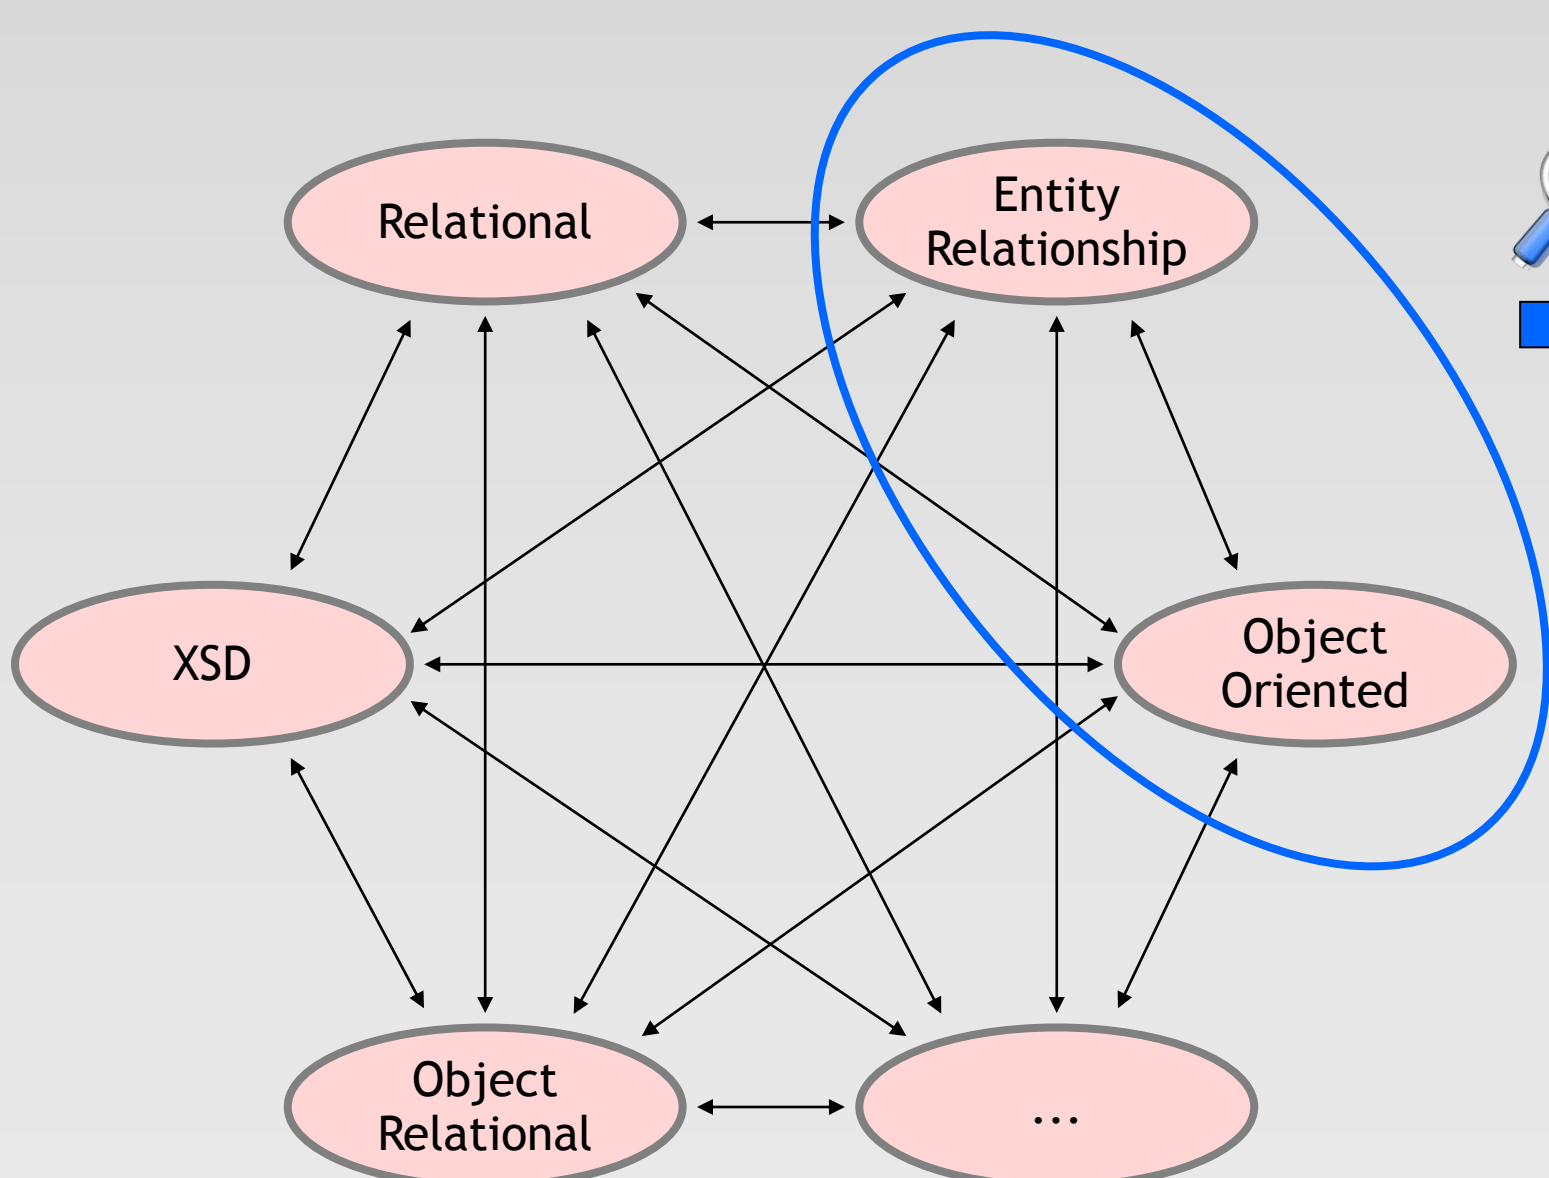 Relational
Entity
Relationship
XSD
Object
Oriented
Object
Relational
...